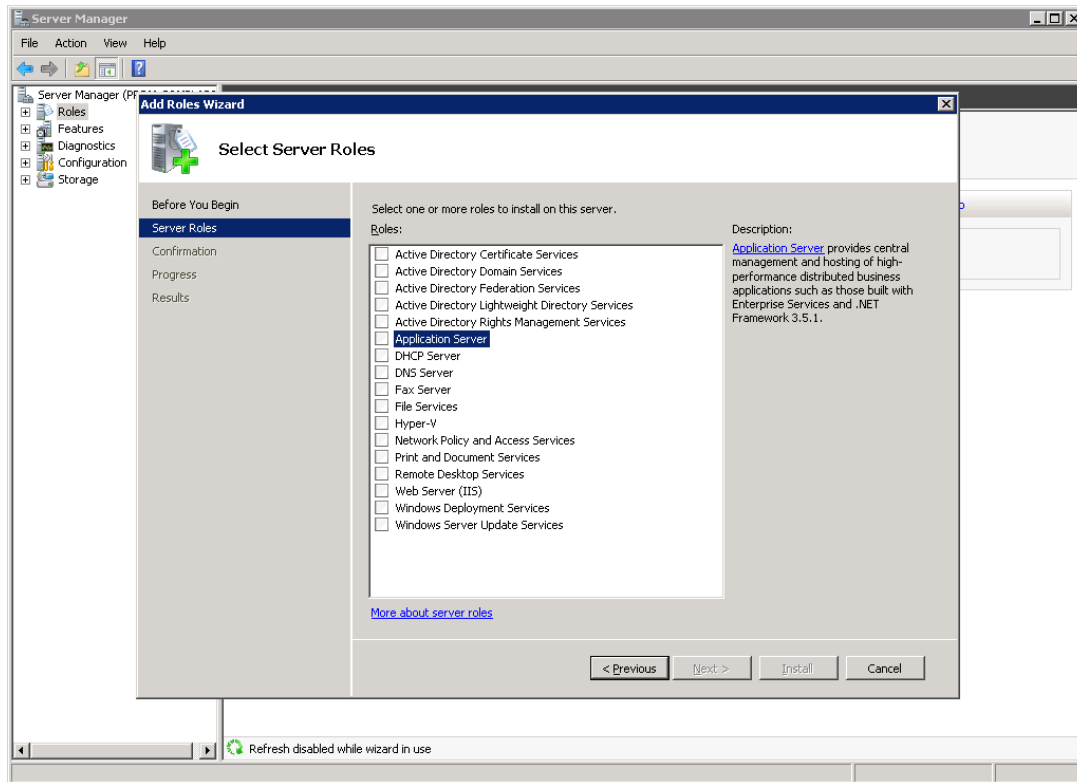 Server Manager
File Action View Help
Server Manager
Roles
Features
Diagnostics
Configuration
Storage
Add Roles Wizard
Select Server Roles
Before You Begin
Server Roles
Confirmation
Progress
Results
Select one or more roles to install on this server.
Roles:
Active Directory Certificate Services
Active Directory Domain Services
Active Directory Federation Services
Active Directory Lightweight Directory Services
Active Directory Rights Management Services
Application Server
DHCP Server
DNS Server
Fax Server
File Services
Hyper-V
Network Policy and Access Services
Print and Document Services
Remote Desktop Services
Web Server (IIS)
Windows Deployment Services
Windows Server Update Services
More about server roles
Description:
Application Server provides central
management and hosting of high-
performance distributed business
applications such as those built with
Enterprise Services and .NET
Framework 3.5.1.
< Previous Next > Install Cancel
Refresh disabled while wizard in use